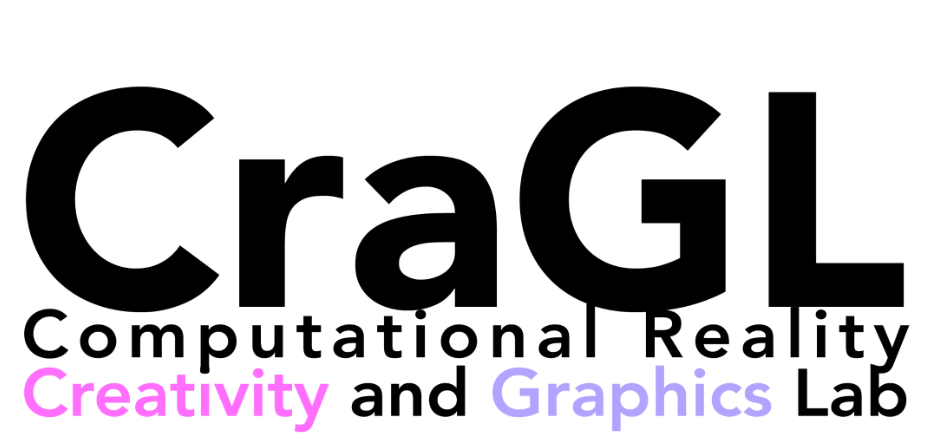 CraGL
Computational Reality
Creativity and Graphics Lab